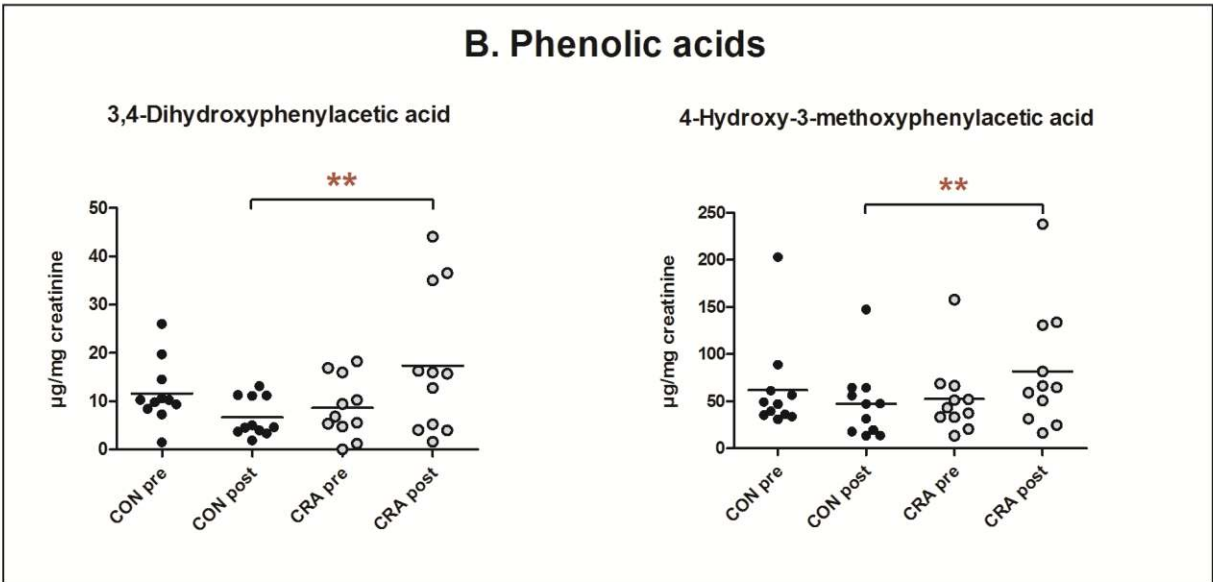 B. Phenolic acids
3,4-Dihydroxyphenylacetic acid
**
µg/mg creatinine
50
40
30
20
10
0
CON pre
CON post
CRA pre
CRA post
4-Hydroxy-3-methoxyphenylacetic acid
**
µg/mg creatinine
250
200
150
100
50
0
CON pre
CON post
CRA pre
CRA post